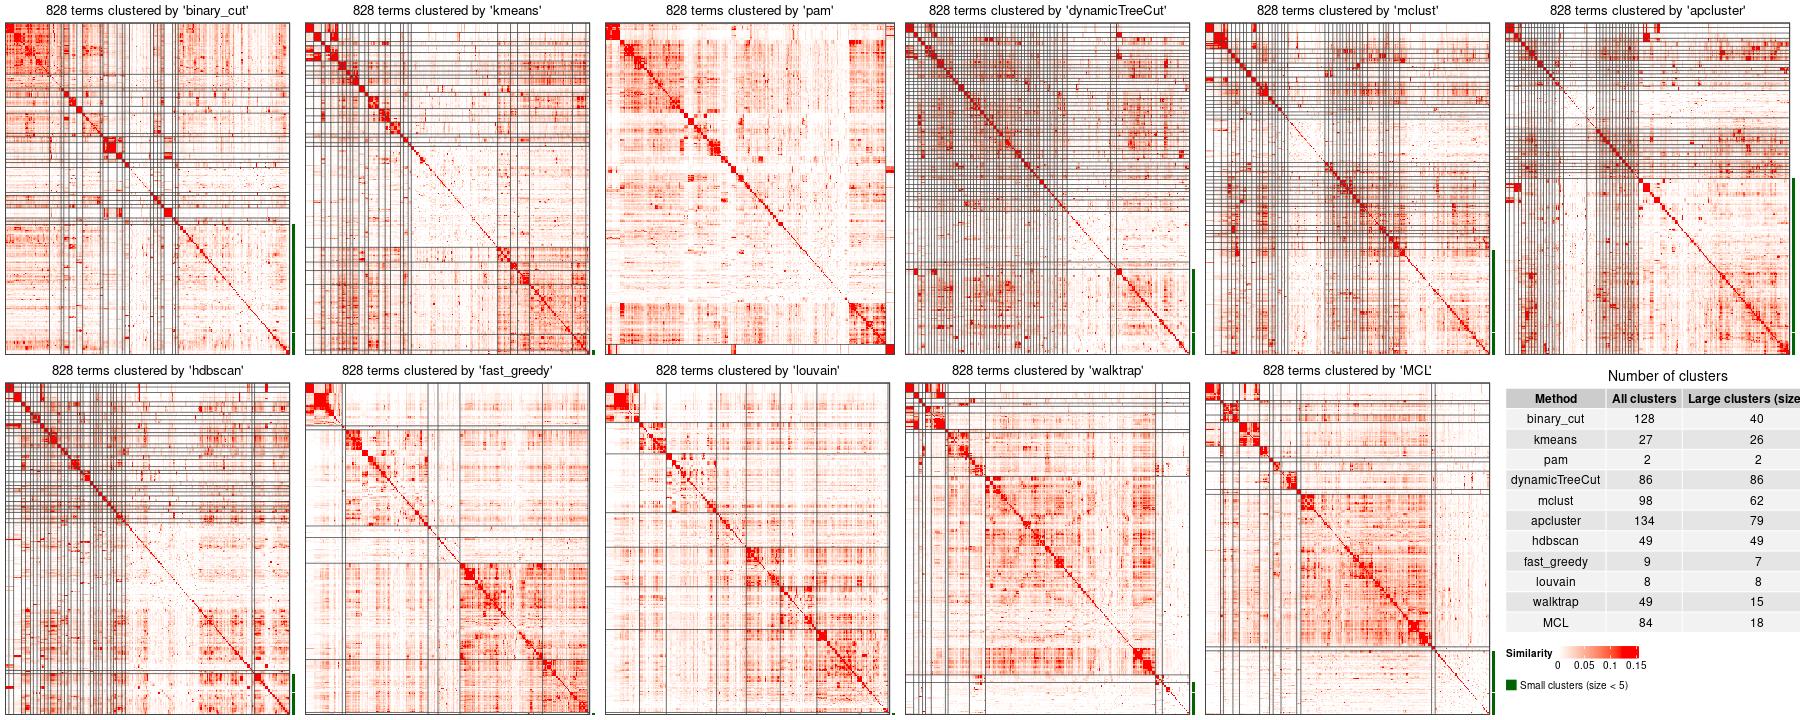 828 terms clustered by 'binary_cut'
828 terms clustered by 'kmeans'
828 terms clustered by 'pam'
828 terms clustered by 'dynamicTreeCut'
828 terms clustered by 'mclust'
828 terms clustered by 'apcluster'
828 terms clustered by 'hdbscan'
828 terms clustered by 'fast_greedy'
828 terms clustered by 'louvain'
828 terms clustered by 'walktrap'
828 terms clustered by 'MCL'
Number of clusters
Method All clusters Large clusters (size
binary_cut 128 40
kmeans 27 26
pam 2 2
dynamicTreeCut 86 86
mclust 98 62
apcluster 134 79
hdbscan 49 49
fast_greedy 9 7
louvain 8 8
walktrap 49 15
MCL 84 18
Similarity
0 0.05 0.1 0.15
Small clusters (size < 5)